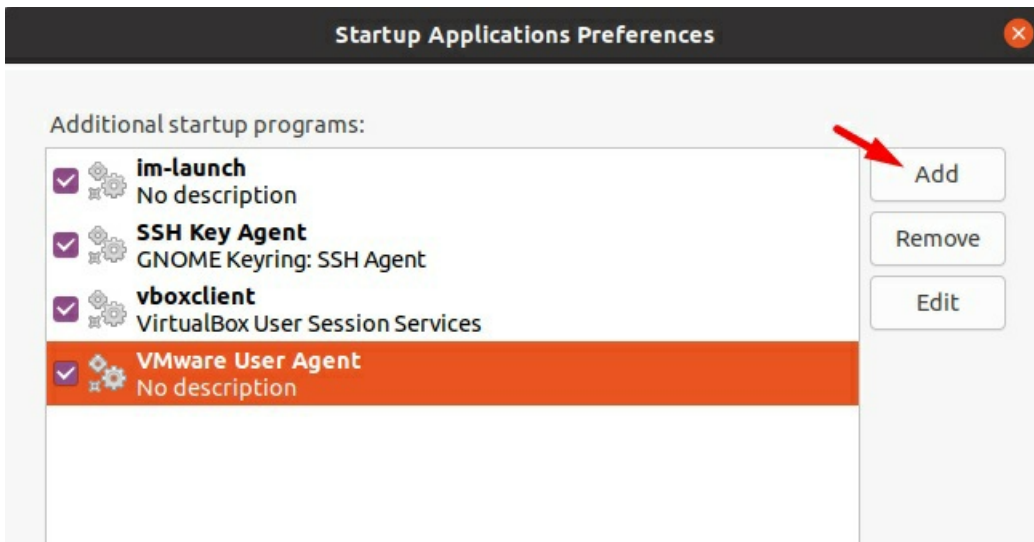 Startup Applications Preferences
Additional startup programs:
im-launch
No description
SSH Key Agent
GNOME Keyring: SSH Agent
vboxclient
VirtualBox User Session Services
VMware User Agent
No description
Add
Remove
Edit